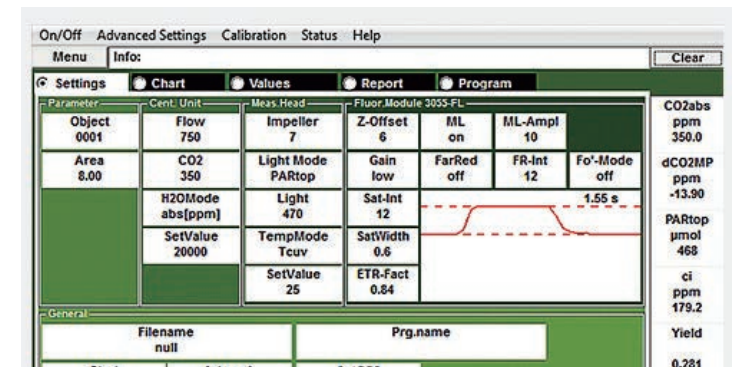 On/Off Advanced Settings Calibration Status Help
Menu Info: Clear
Settings Chart Values Report Program
Parameter Cent. Unit Meas.Head Fluor.Module 3055-FL
Object Flow Impeller Z-Offset ML ML-Ampl
0001 750 7 6 on 10
Area CO2 Light Mode Gain FarRed FR-Int Fo'-Mode
8.00 350 PARtop low off 12 off
H2OMode Light Sat-Int 1.55 s
abs[ppm] 470 12
SetValue TempMode SatWidth
20000 Tcuv 0.6
SetValue ETR-Fact
25 0.84
General
Filename Prg.name
null
CO2abs
ppm
350.0
dCO2MP
ppm
-13.90
PARtop
µmol
468
ci
ppm
179.2
Yield
0.281